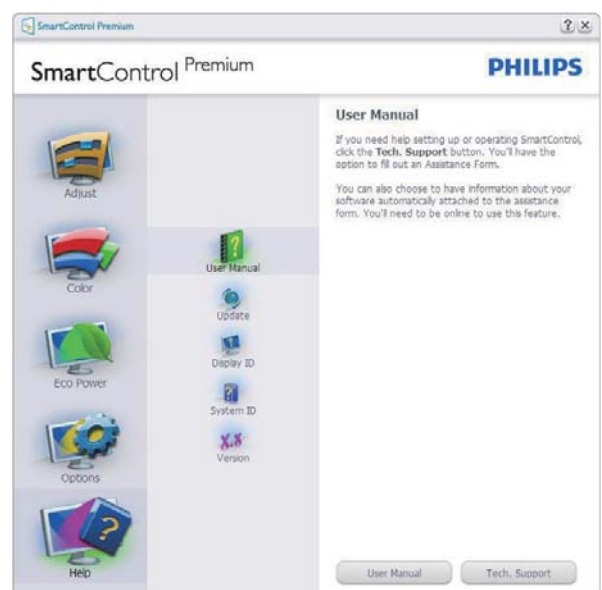 SmartControl Premium
? ×
SmartControl Premium
PHILIPS
Adjust
Color
Eco Power
Options
Help
User Manual
Update
Display ID
System ID
X.X
Version
User Manual
If you need help setting up or operating SmartControl,
click the Tech. Support button. You'll have the
option to fill out an Assistance Form.
You can also choose to have information about your
software automatically attached to the assistance
form. You'll need to be online to use this feature.
User Manual
Tech. Support